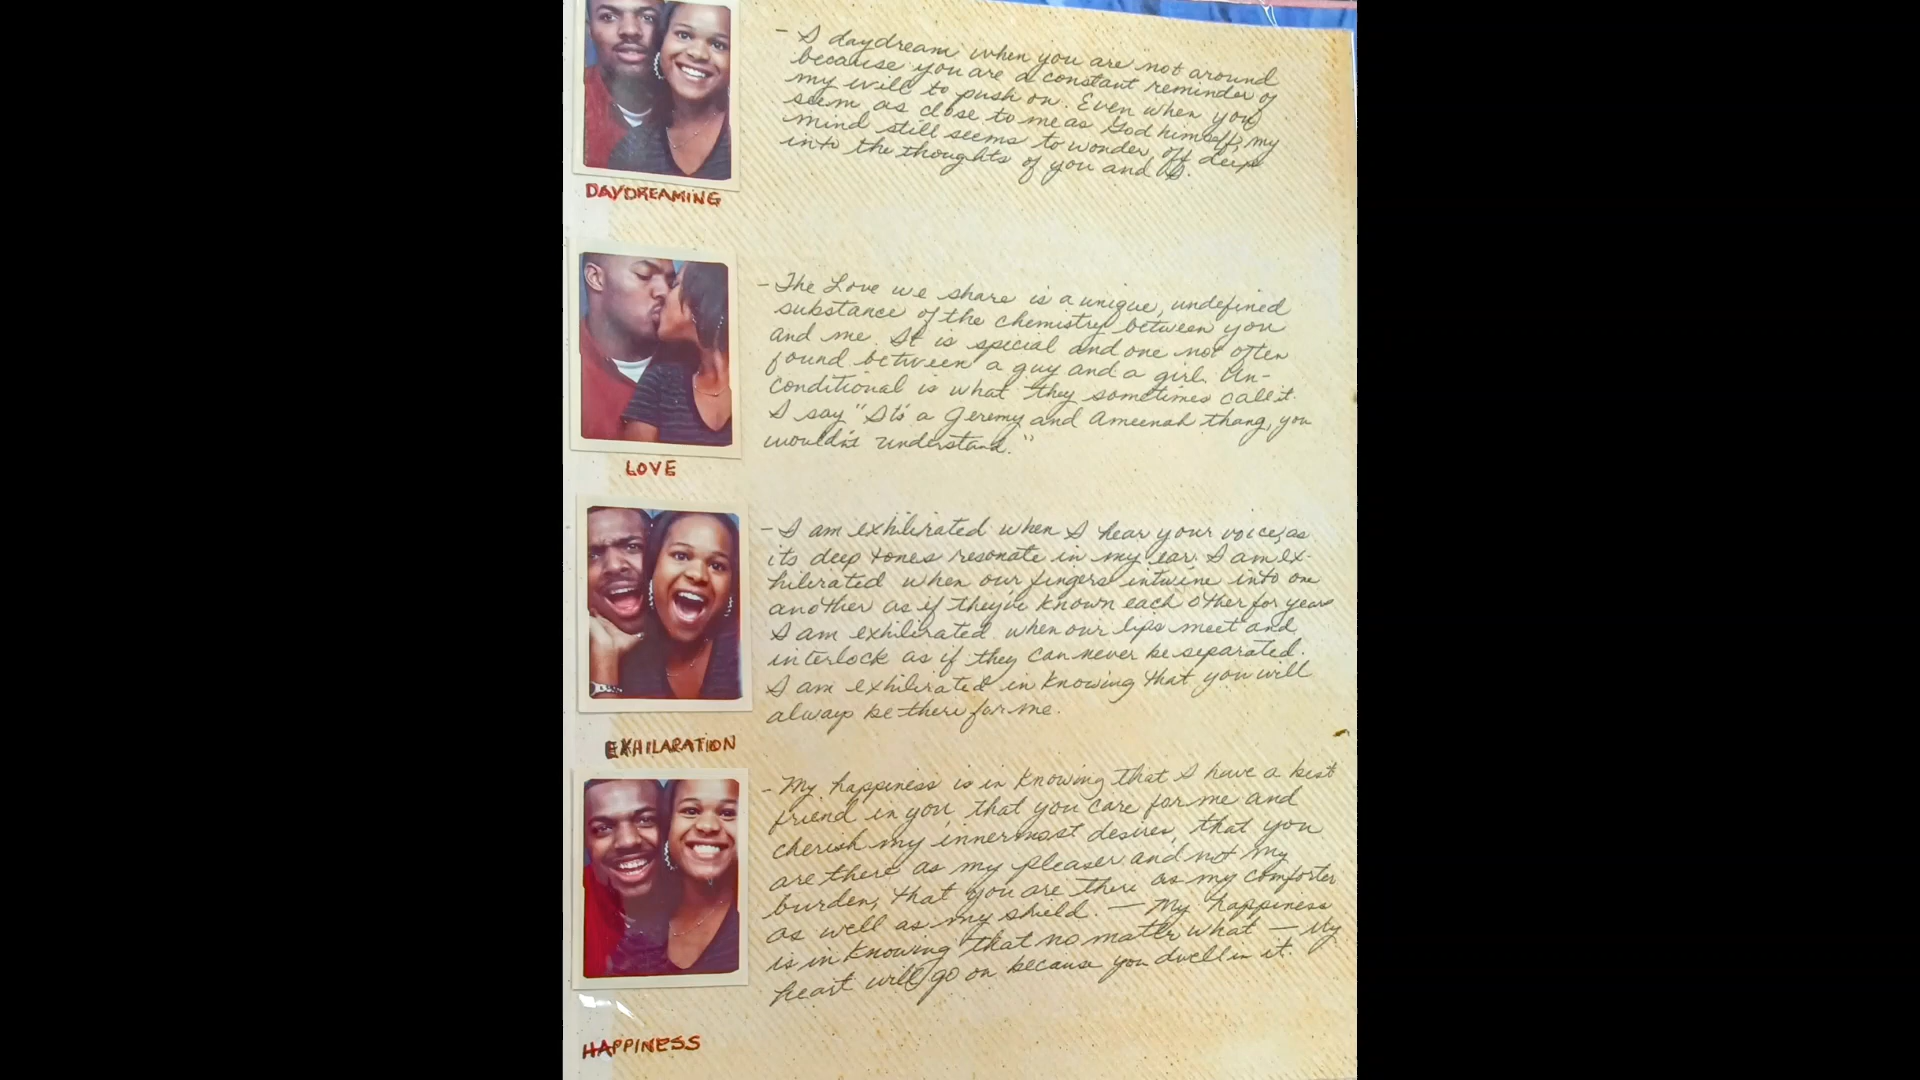 - I daydream when you are not around
because you are a constant reminder of
my will to push on. Even when you
seem as close to me as God himself, my
mind still seems to wonder off deep
into the thoughts of you and I.
DAYDREAMING
- The Love we share is a unique, undefined
substance of the chemistry between you
and me. It is special and one not often
found between a guy and a girl. Un-
conditional is what they sometimes call it.
I say "It's a Jeremy and Ameenah thang, you
wouldn't understand."
LOVE
- I am exhilirated when I hear your voice, as
its deep tones resonate in my ear. I am ex-
hilirated when our fingers intwine into one
another as if they've known each other for years
I am exhilirated when our lips meet and
interlock as if they can never be separated.
I am exhilirated in knowing that you will
always be there for me.
EXHILARATION
- My happiness is in knowing that I have a best
friend in you, that you care for me and
cherish my innermost desires, that you
are there as my pleaser and not my
burden, that you are there as my comforter
as well as my shield. — My happiness
is in knowing that no matter what — My
heart will go on because you dwell in it.
HAPPINESS